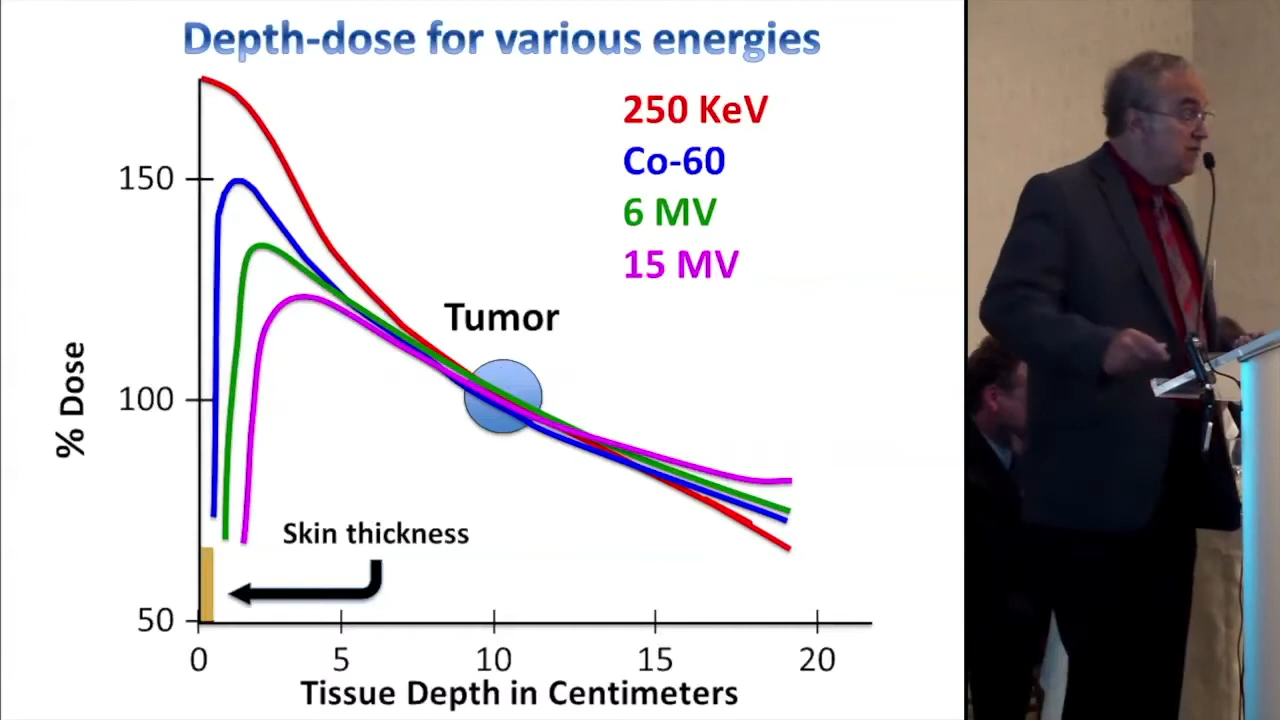 Depth-dose for various energies
250 KeV
Co-60
6 MV
15 MV
Tumor
Skin thickness
% Dose
150
100
50
0 5 10 15 20
Tissue Depth in Centimeters